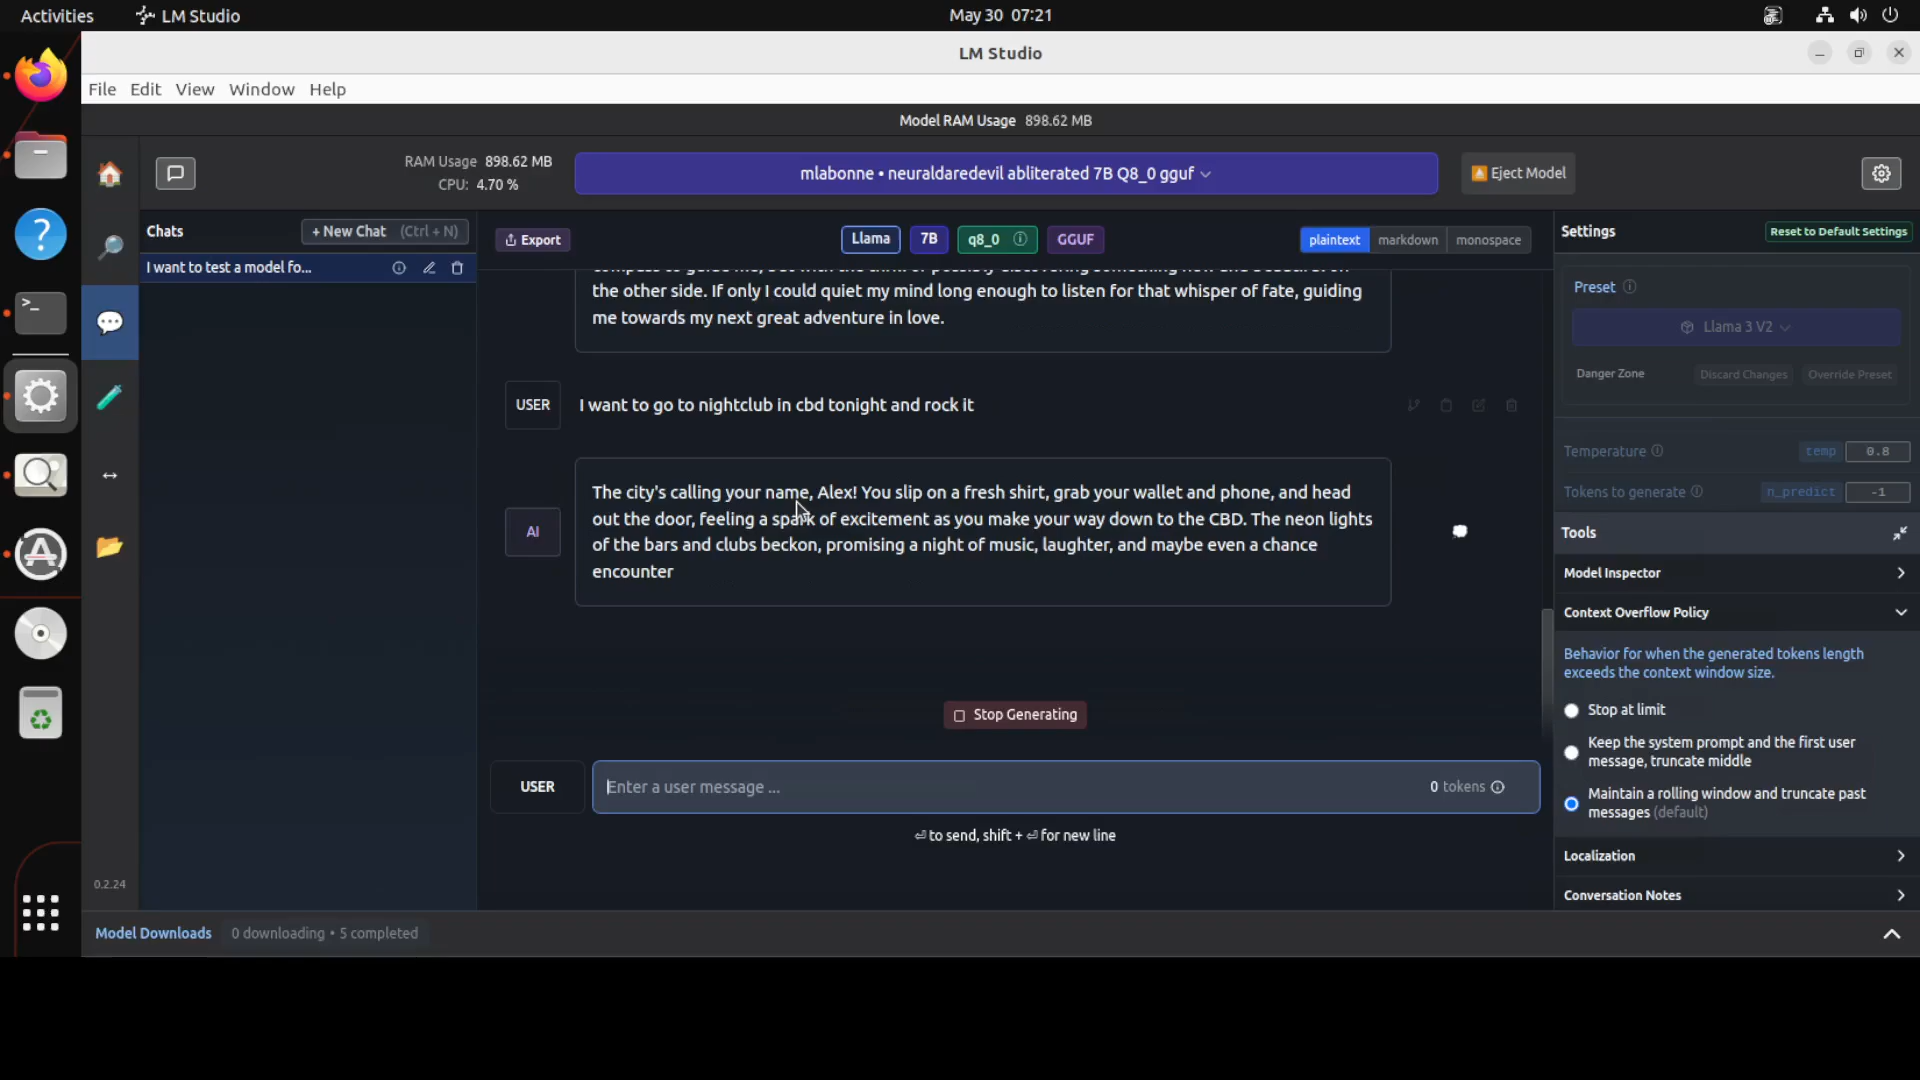 Activities
LM Studio
May 30 07:21
LM Studio
File Edit View Window Help
Model RAM Usage 898.62 MB
RAM Usage 898.62 MB
CPU: 4.70 %
mlabonne • neuraldaredevil abliterated 7B Q8_0 gguf
Eject Model
Chats
+ New Chat (Ctrl + N)
Export
Llama
7B
q8_0
GGUF
plaintext
markdown
monospace
Settings
Reset to Default Settings
I want to test a model fo...
the other side. If only I could quiet my mind long enough to listen for that whisper of fate, guiding
me towards my next great adventure in love.
Preset
Llama 3 V2
Danger Zone
Discard Changes
Override Preset
USER
I want to go to nightclub in cbd tonight and rock it
Temperature
temp
0.8
Tokens to generate
n_predict
-1
AI
The city's calling your name, Alex! You slip on a fresh shirt, grab your wallet and phone, and head
out the door, feeling a spark of excitement as you make your way down to the CBD. The neon lights
of the bars and clubs beckon, promising a night of music, laughter, and maybe even a chance
encounter
Tools
Model Inspector
Context Overflow Policy
Behavior for when the generated tokens length
exceeds the context window size.
Stop at limit
Keep the system prompt and the first user
message, truncate middle
Maintain a rolling window and truncate past
messages (default)
Localization
Conversation Notes
Stop Generating
USER
Enter a user message ...
0 tokens
⏎ to send, shift + ⏎ for new line
0.2.24
Model Downloads
0 downloading • 5 completed